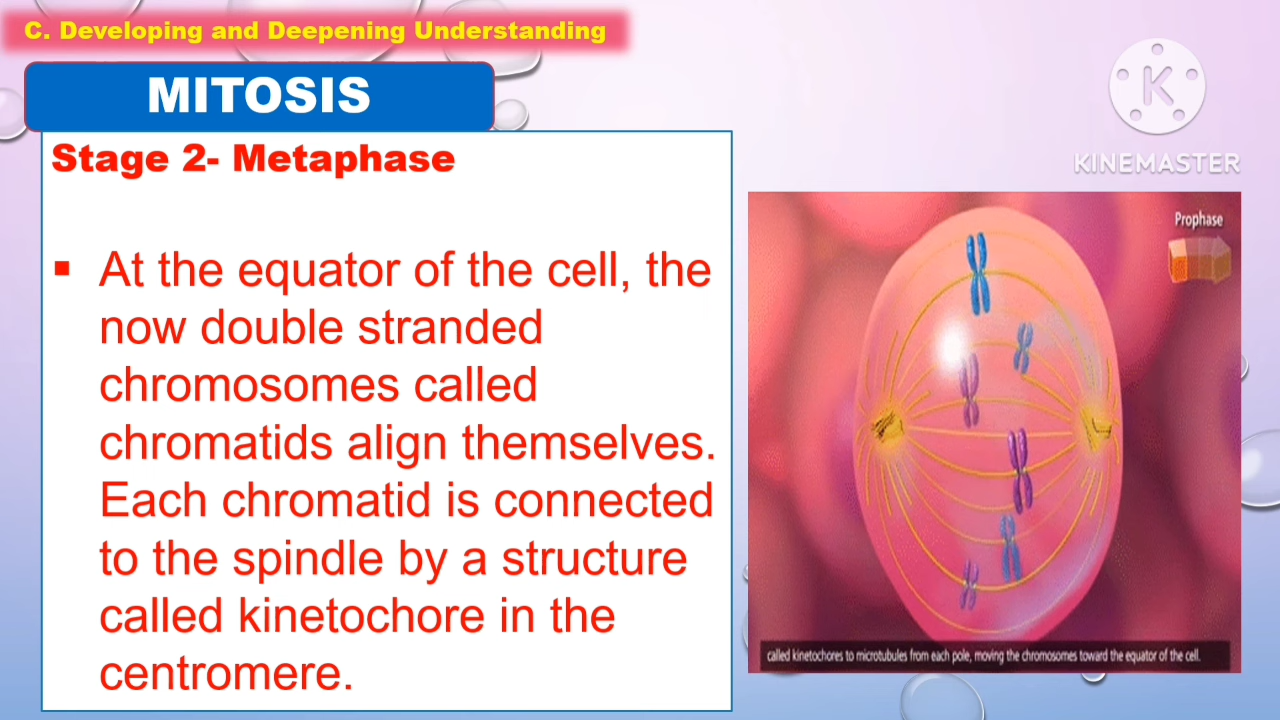 C. Developing and Deepening Understanding
MITOSIS
Stage 2- Metaphase
▪ At the equator of the cell, the
now double stranded
chromosomes called
chromatids align themselves.
Each chromatid is connected
to the spindle by a structure
called kinetochore in the
centromere.
K
KINEMASTER
Prophase
called kinetochores to microtubules from each pole, moving the chromosomes toward the equator of the cell.